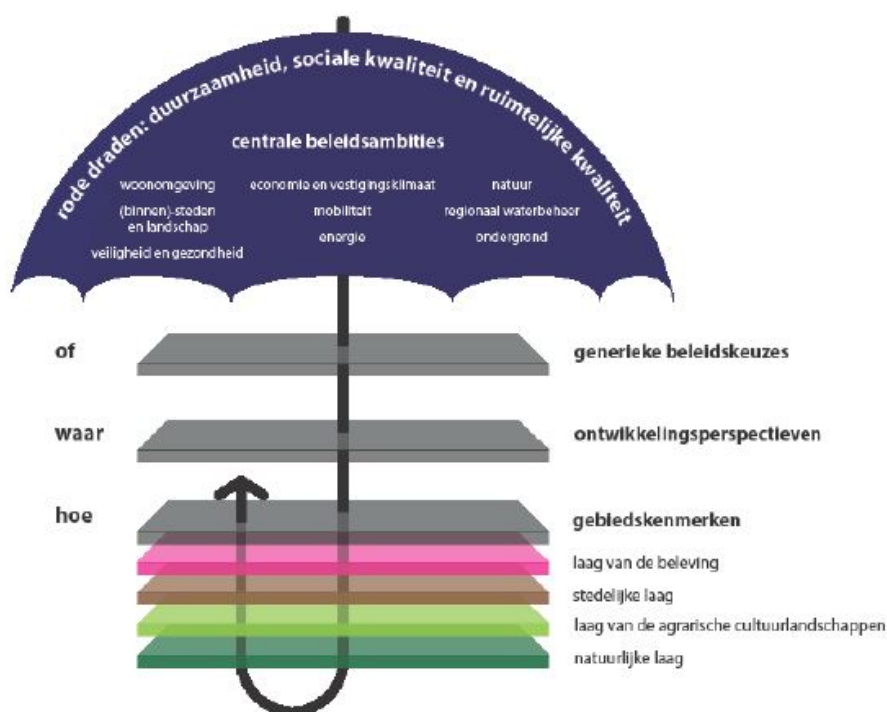 rode draden: duurzaamheid, sociale kwaliteit en ruimtelijke kwaliteit
centrale beleidsambities
woonomgeving
(binnen)-steden
en landschap
veiligheid en gezondheid
economie en vestigingsklimaat
mobiliteit
energie
natuur
regionaal waterbeheer
ondergrond
of
generieke beleidskeuzes
waar
ontwikkelingsperspectieven
hoe
gebiedskenmerken
laag van de beleving
stedelijke laag
laag van de agrarische cultuurlandschappen
natuurlijke laag